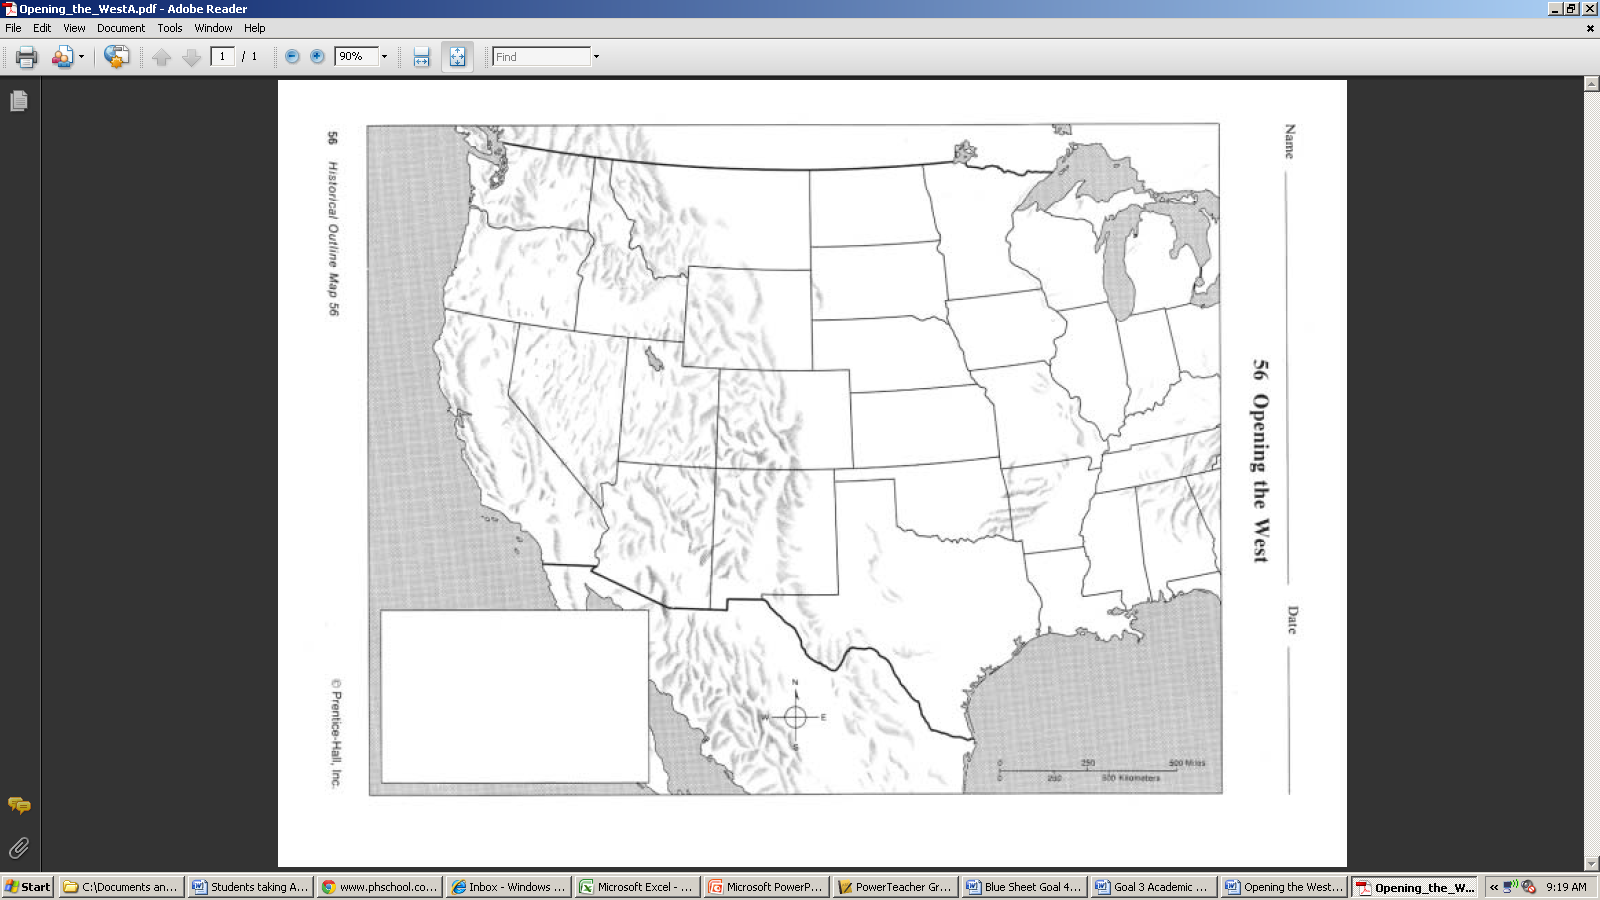 Opening_the_WestA.pdf - Adobe Reader
File Edit View Document Tools Window Help
1 / 1 90% Find
Name
Date
56 Opening the West
56 Historical Outline Map 56
© Prentice-Hall, Inc.
N
W E
S
0 250 500 Miles
0 250 500 Kilometers
Start C:\Documents an... Students taking A... www.phschool.co... Inbox - Windows ... Microsoft Excel - ... Microsoft PowerP... PowerTeacher Gr... Blue Sheet Goal 4... Goal 3 Academic ... Opening the West... Opening_the_W... « 9:19 AM